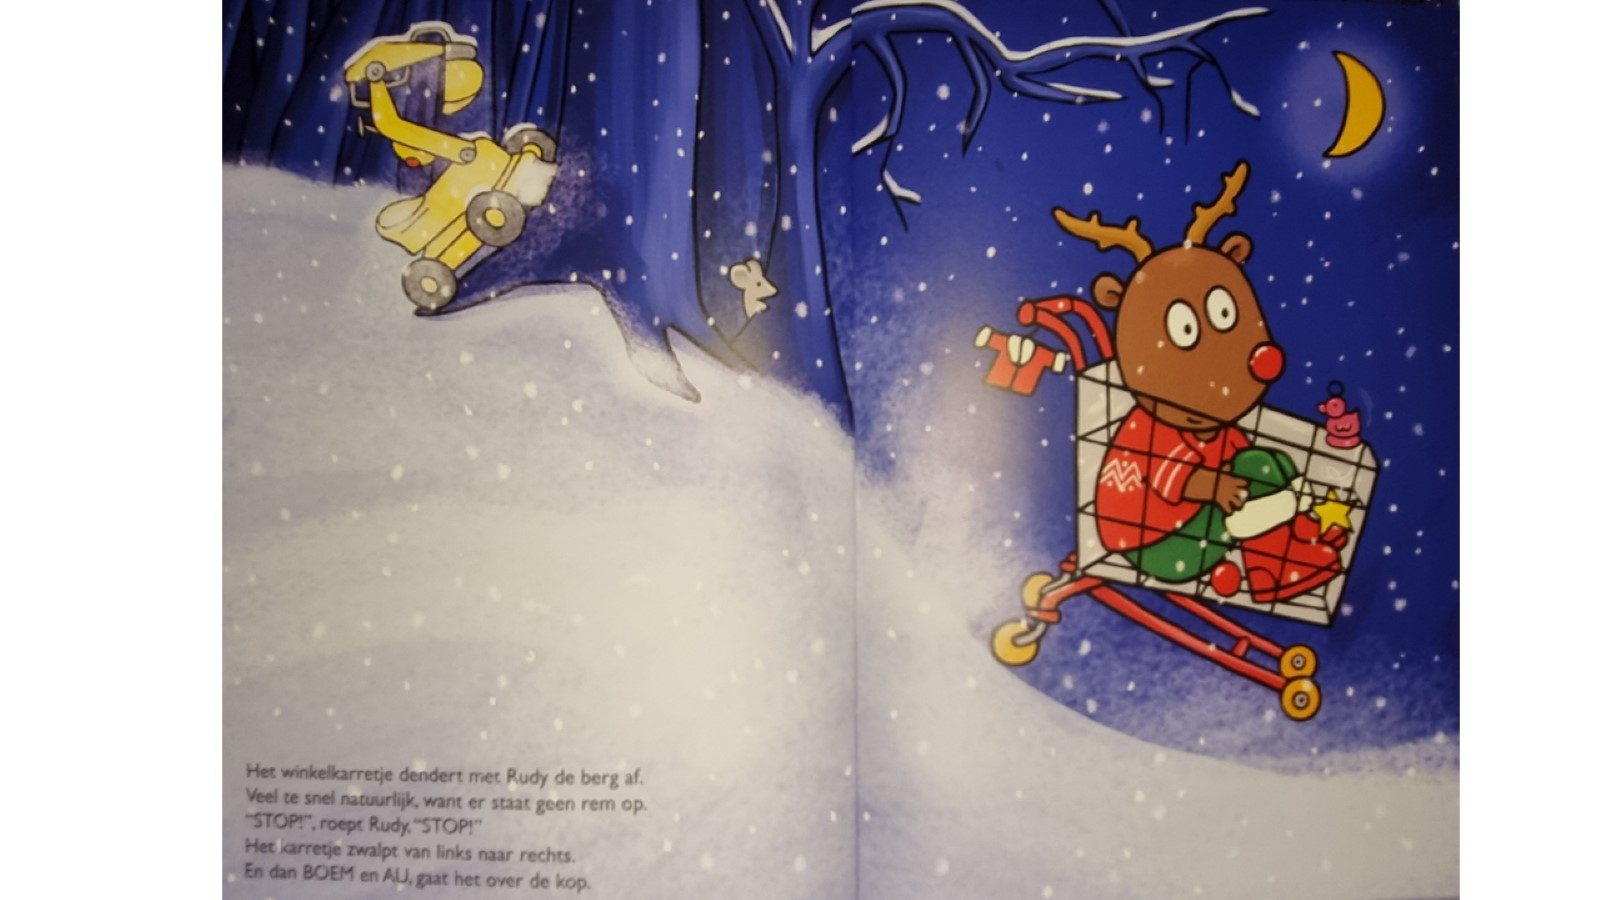 Het winkelkarretje dendert met Rudy de berg af.
Veel te snel natuurlijk, want er staat geen rem op.
"STOP!", roept Rudy, "STOP!"
Het karretje zwalpt van links naar rechts.
En dan BOEM en AU, gaat het over de kop.